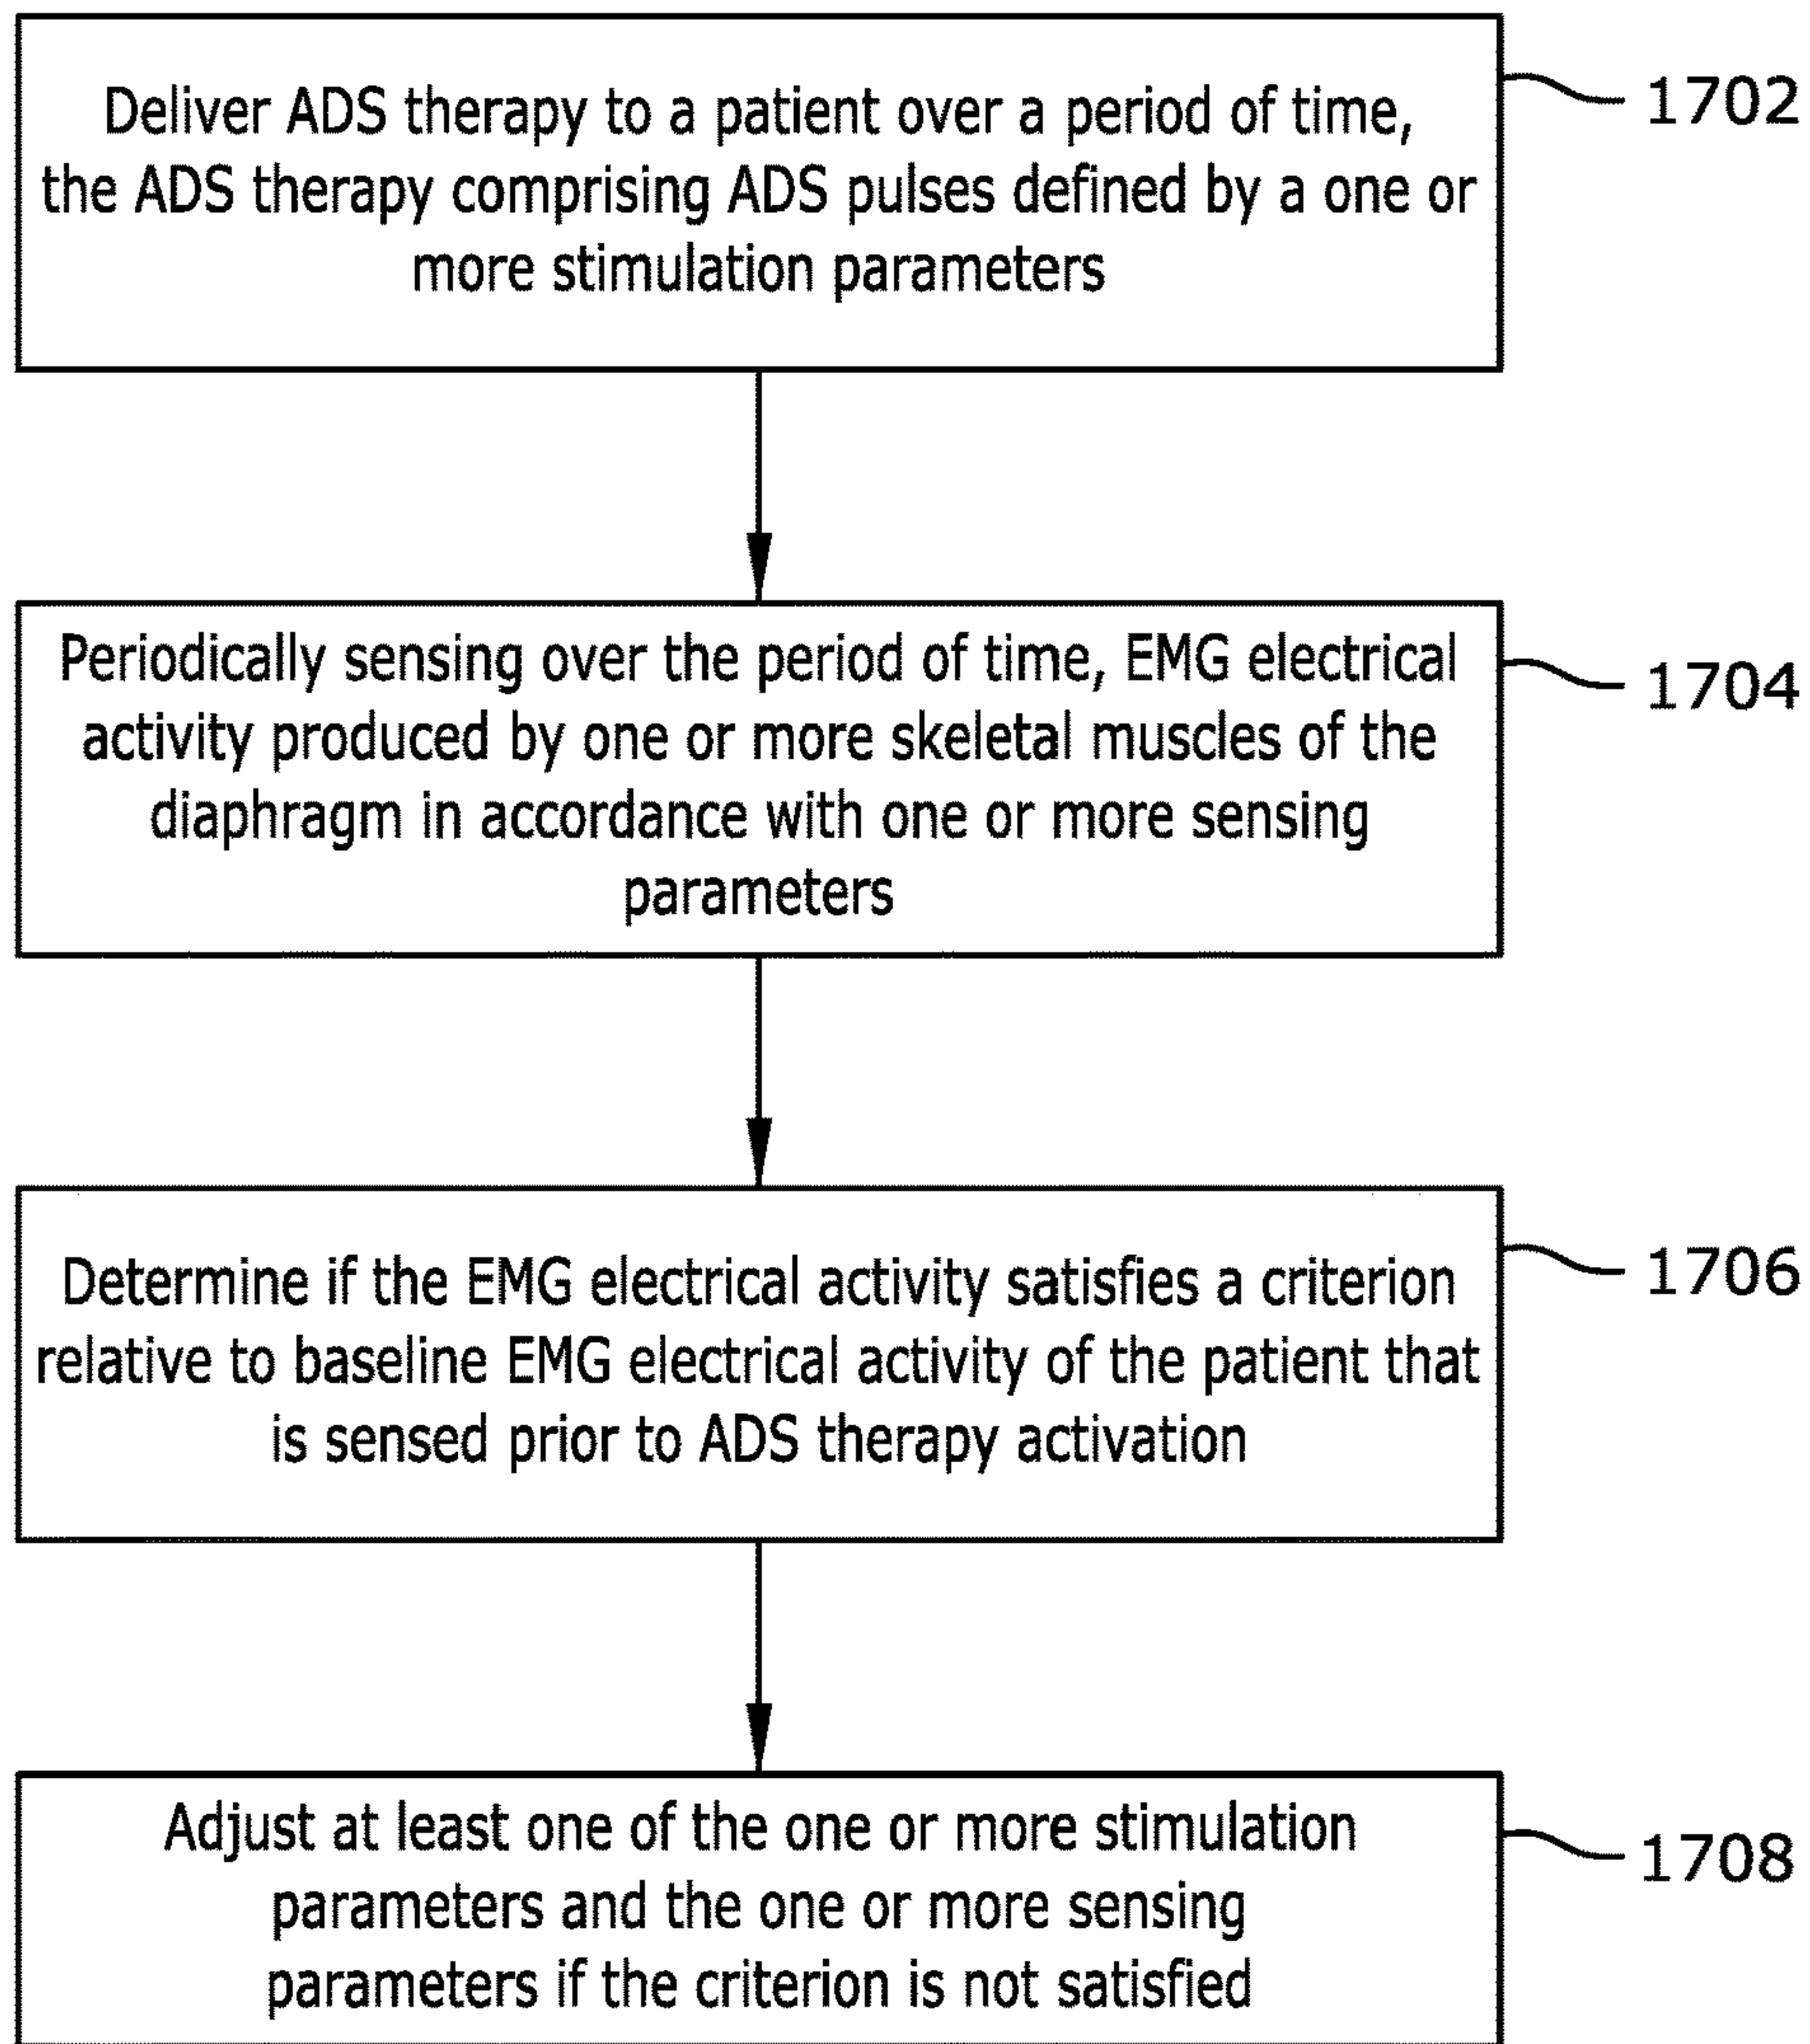 Deliver ADS therapy to a patient over a period of time,
the ADS therapy comprising ADS pulses defined by a one or
more stimulation parameters
1702
Periodically sensing over the period of time, EMG electrical
activity produced by one or more skeletal muscles of the
diaphragm in accordance with one or more sensing
parameters
1704
Determine if the EMG electrical activity satisfies a criterion
relative to baseline EMG electrical activity of the patient that
is sensed prior to ADS therapy activation
1706
Adjust at least one of the one or more stimulation
parameters and the one or more sensing
parameters if the criterion is not satisfied
1708